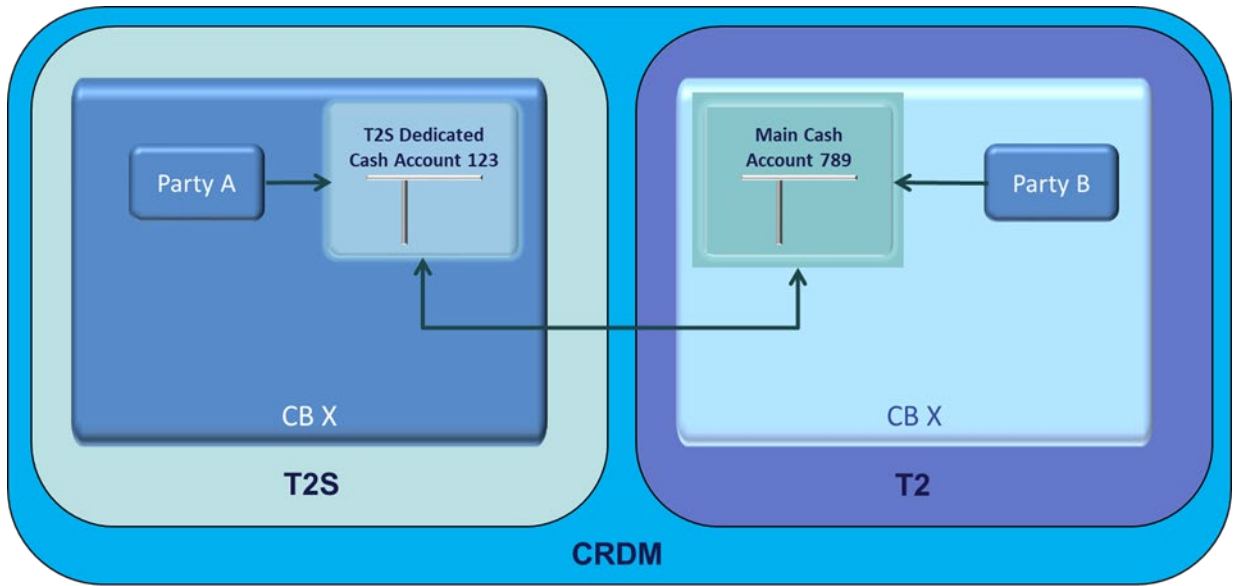 T2S Dedicated
Cash Account 123
Party A
CB X
T2S
Main Cash
Account 789
Party B
CB X
T2
CRDM